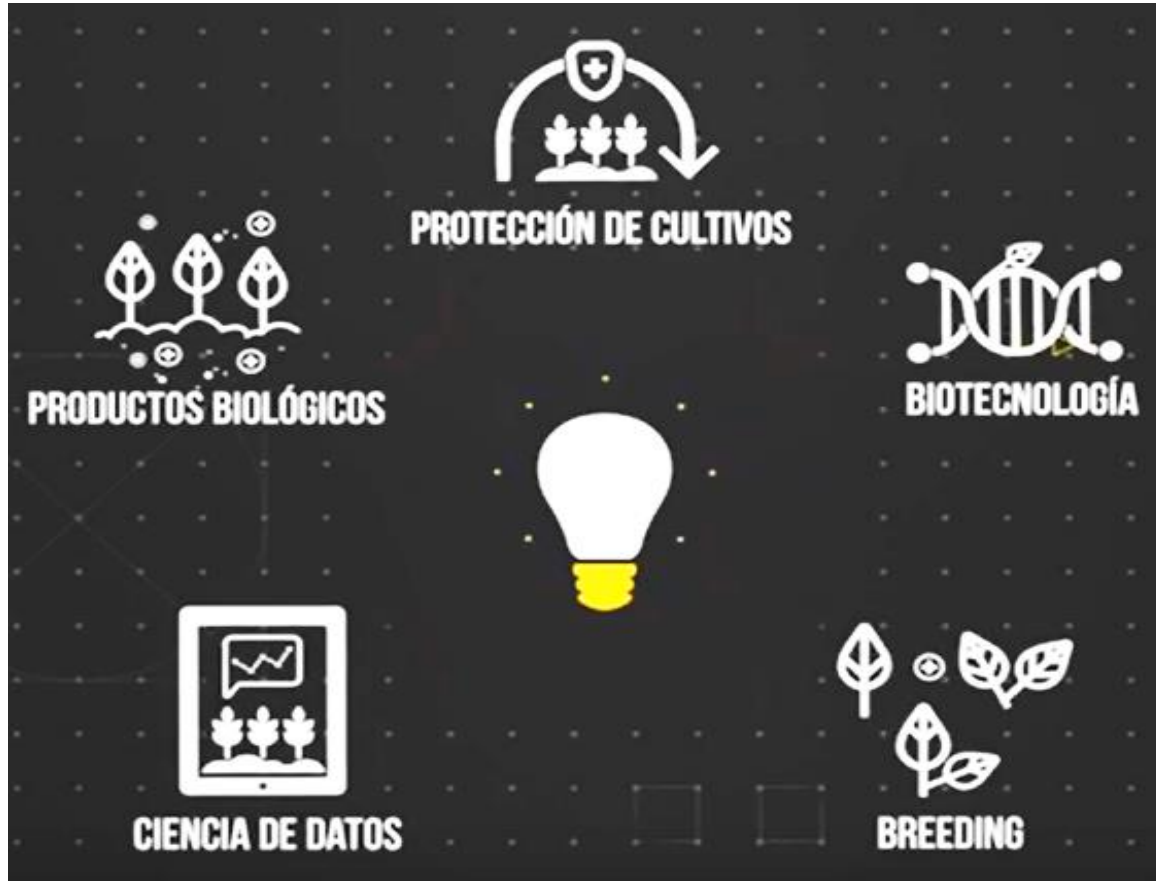 PROTECCIÓN DE CULTIVOS
PRODUCTOS BIOLÓGICOS
BIOTECNOLOGÍA
CIENCIA DE DATOS
BREEDING